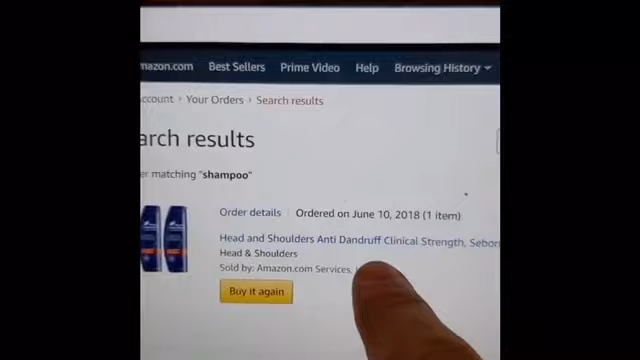 mazon.com Best Sellers Prime Video Help Browsing History
ccount › Your Orders › Search results
arch results
er matching "shampoo"
Order details Ordered on June 10, 2018 (1 item)
Head and Shoulders Anti Dandruff Clinical Strength, Sebor
Head & Shoulders
Sold by: Amazon.com Services,
Buy it again